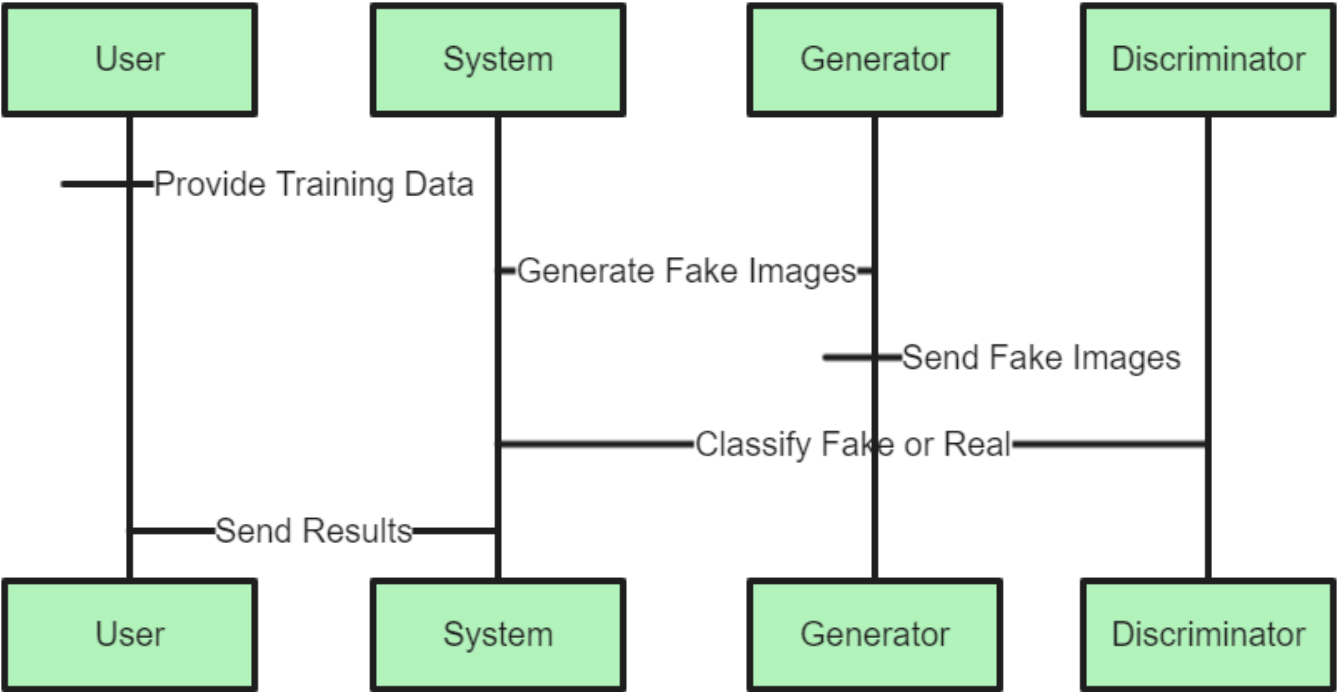 User
System
Generator
Discriminator
Provide Training Data
Generate Fake Images
Send Fake Images
Classify Fake or Real
Send Results
User
System
Generator
Discriminator